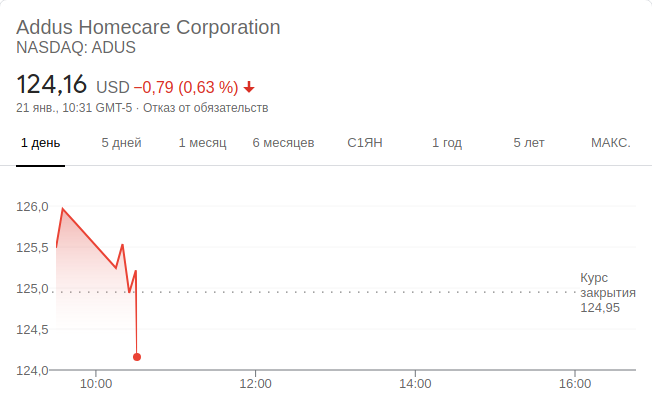 Addus Homecare Corporation
NASDAQ: ADUS
124,16 USD −0,79 (0,63 %)
21 янв., 10:31 GMT-5 · Отказ от обязательств
1 день 5 дней 1 месяц 6 месяцев С1ЯН 1 год 5 лет МАКС.
126,0
125,5
125,0
124,5
124,0
Курс
закрытия
124,95
10:00 12:00 14:00 16:00